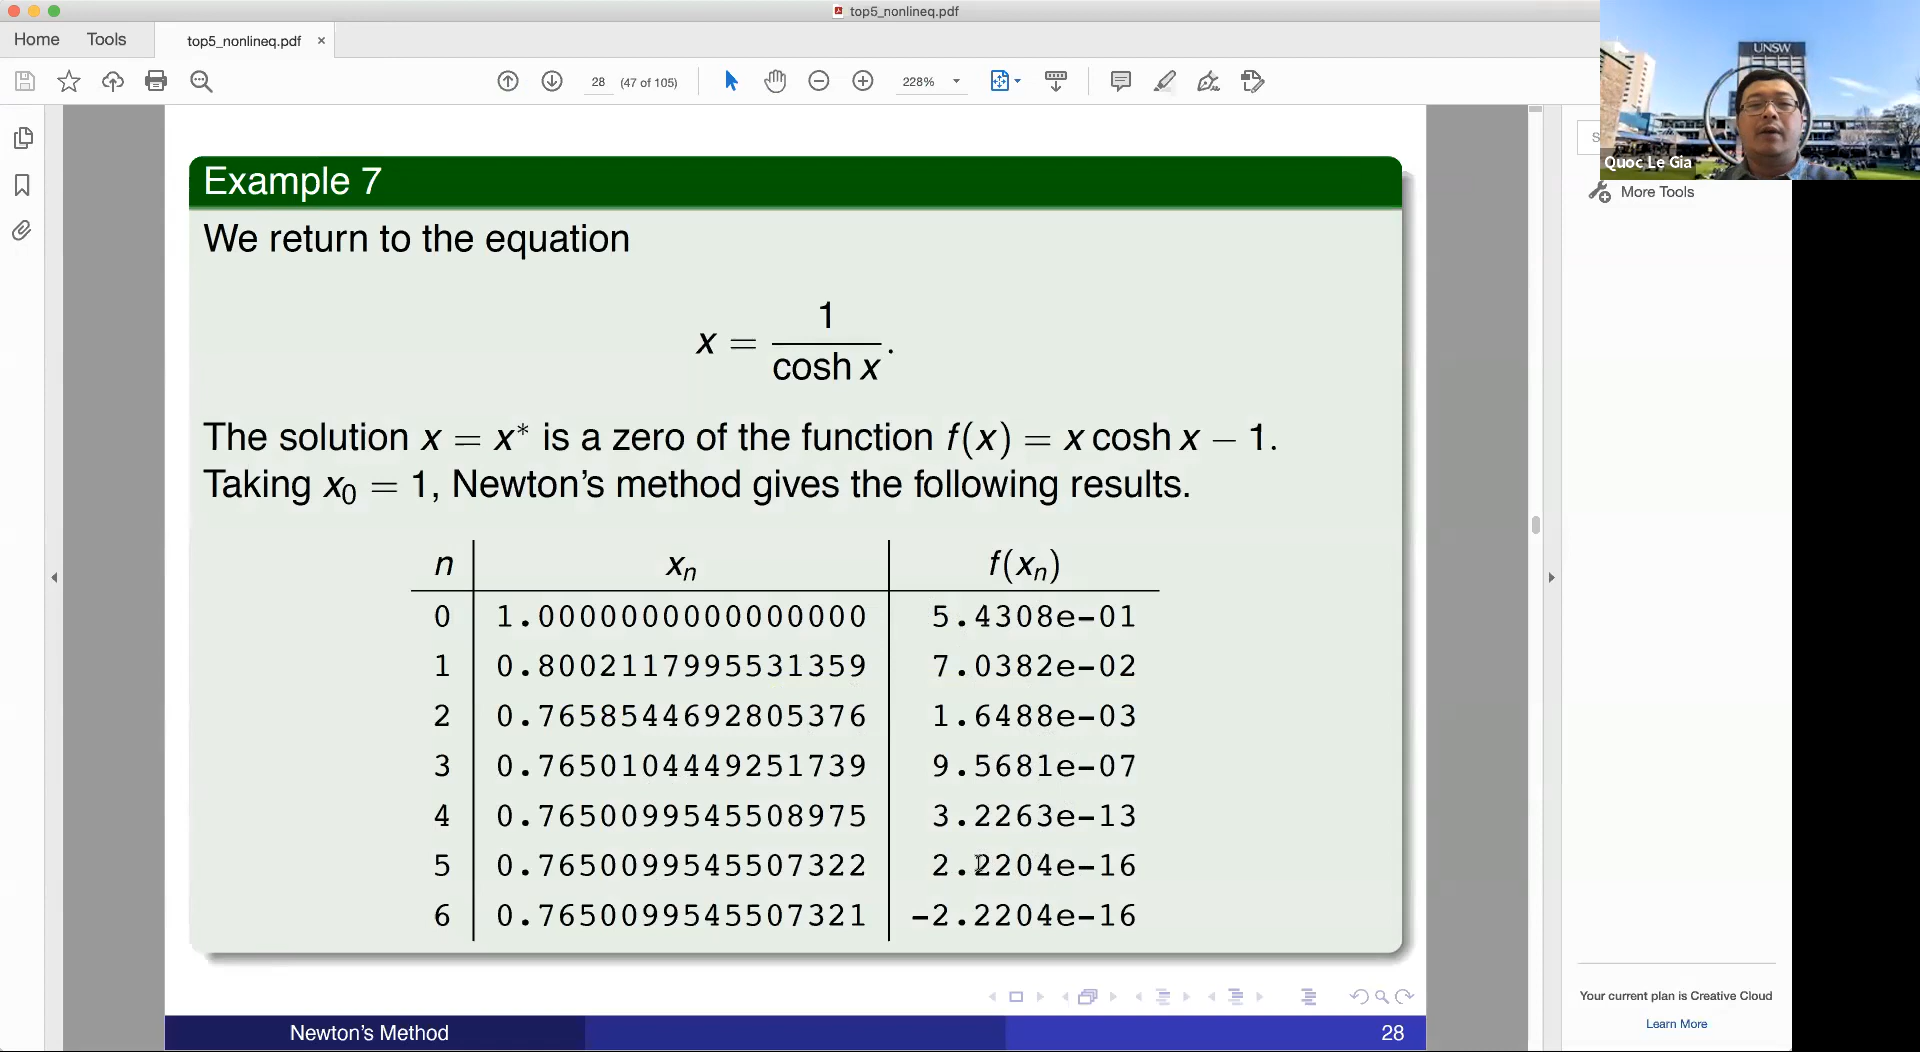 top5_nonlineq.pdf
Home Tools top5_nonlineq.pdf ×
28 (47 of 105) 228%
UNSW
Quoc Le Gia
S
More Tools
Example 7
We return to the equation
x = 1 / cosh x .
The solution x = x* is a zero of the function f(x) = x cosh x − 1.
Taking x₀ = 1, Newton's method gives the following results.
n xₙ f(xₙ)
0 1.0000000000000000 5.4308e-01
1 0.8002117995531359 7.0382e-02
2 0.7658544692805376 1.6488e-03
3 0.7650104449251739 9.5681e-07
4 0.7650099545508975 3.2263e-13
5 0.7650099545507322 2.2204e-16
6 0.7650099545507321 -2.2204e-16
Your current plan is Creative Cloud
Learn More
Newton's Method 28